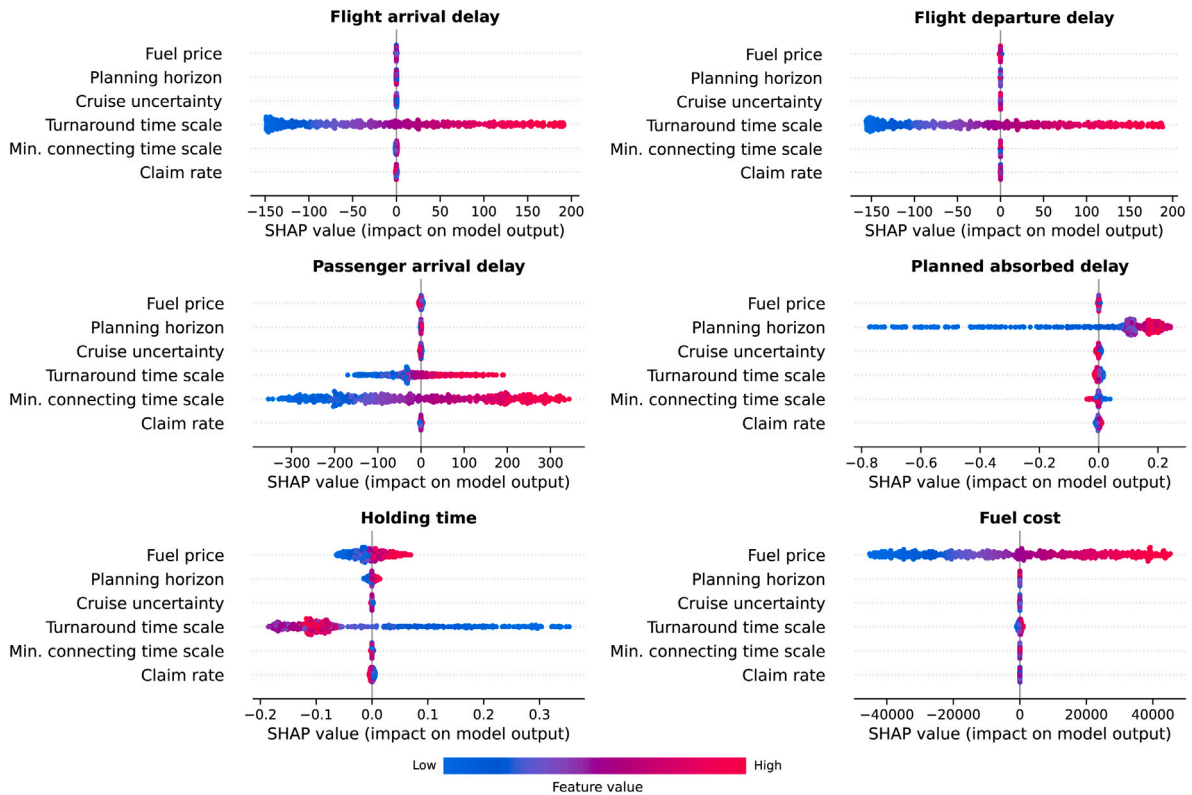 Flight arrival delay
Fuel price
Planning horizon
Cruise uncertainty
Turnaround time scale
Min. connecting time scale
Claim rate
−150 −100 −50 0 50 100 150 200
SHAP value (impact on model output)
Flight departure delay
Fuel price
Planning horizon
Cruise uncertainty
Turnaround time scale
Min. connecting time scale
Claim rate
−150 −100 −50 0 50 100 150 200
SHAP value (impact on model output)
Passenger arrival delay
Fuel price
Planning horizon
Cruise uncertainty
Turnaround time scale
Min. connecting time scale
Claim rate
−300 −200 −100 0 100 200 300
SHAP value (impact on model output)
Planned absorbed delay
Fuel price
Planning horizon
Cruise uncertainty
Turnaround time scale
Min. connecting time scale
Claim rate
−0.8 −0.6 −0.4 −0.2 0.0 0.2
SHAP value (impact on model output)
Holding time
Fuel price
Planning horizon
Cruise uncertainty
Turnaround time scale
Min. connecting time scale
Claim rate
−0.2 −0.1 0.0 0.1 0.2 0.3
SHAP value (impact on model output)
Fuel cost
Fuel price
Planning horizon
Cruise uncertainty
Turnaround time scale
Min. connecting time scale
Claim rate
−40000 −20000 0 20000 40000
SHAP value (impact on model output)
Low High
Feature value